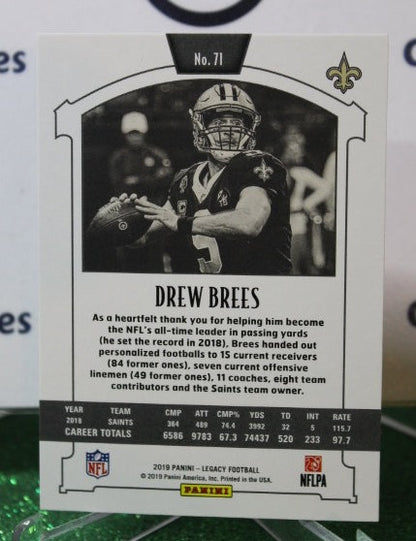 ces
No. 71
9
DREW BREES
As a heartfelt thank you for helping him become
the NFL's all-time leader in passing yards
(he set the record in 2018), Brees handed out
personalized footballs to 15 current receivers
(84 former ones), seven current offensive
linemen (49 former ones), 11 coaches, eight team
contributors and the Saints team owner.
YEAR TEAM CMP ATT CMP% YDS TD INT RATE
2018 SAINTS 364 489 74.4 3992 32 5 115.7
CAREER TOTALS 6586 9783 67.3 74437 520 233 97.7
NFL
2019 PANINI - LEGACY FOOTBALL
© 2019 Panini America, Inc. Printed in the USA.
PANINI
NFLPA
es